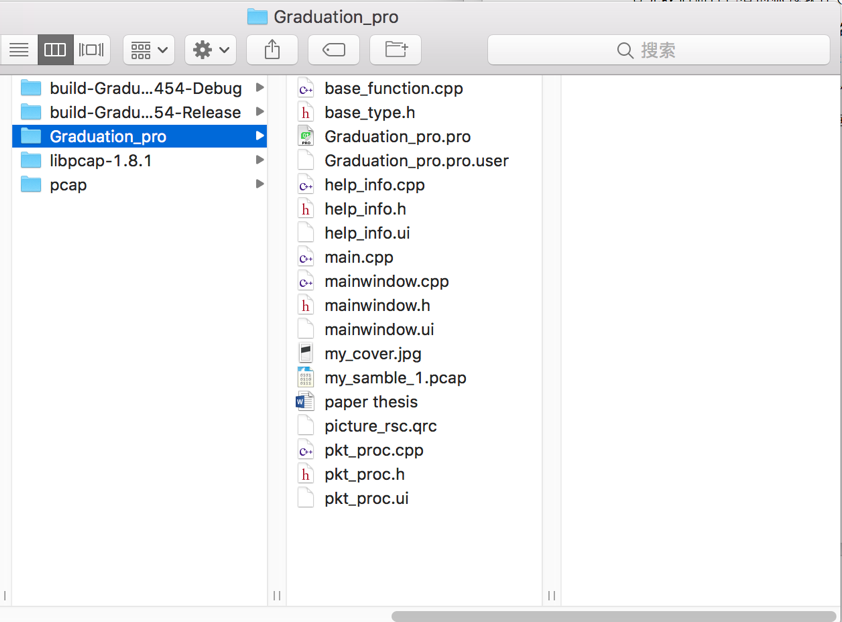 Graduation_pro
搜索
build-Gradu...454-Debug
build-Gradu...54-Release
Graduation_pro
libpcap-1.8.1
pcap
base_function.cpp
base_type.h
Graduation_pro.pro
Graduation_pro.pro.user
help_info.cpp
help_info.h
help_info.ui
main.cpp
mainwindow.cpp
mainwindow.h
mainwindow.ui
my_cover.jpg
my_samble_1.pcap
paper thesis
picture_rsc.qrc
pkt_proc.cpp
pkt_proc.h
pkt_proc.ui